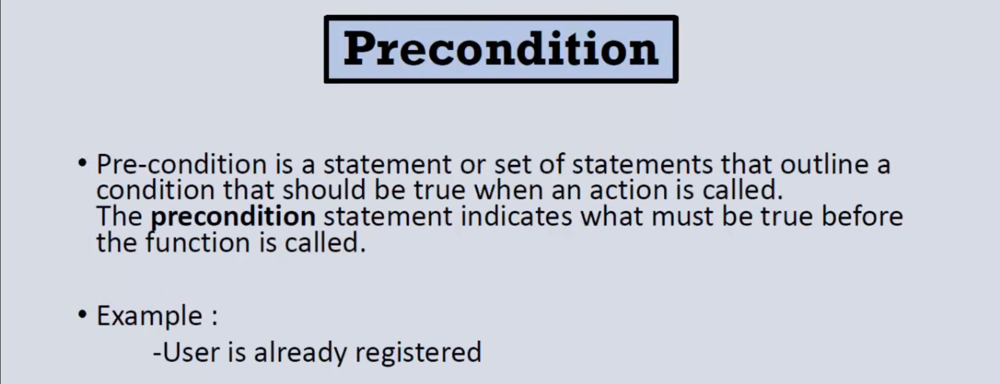 Precondition
• Pre-condition is a statement or set of statements that outline a
condition that should be true when an action is called.
The precondition statement indicates what must be true before
the function is called.
• Example :
-User is already registered